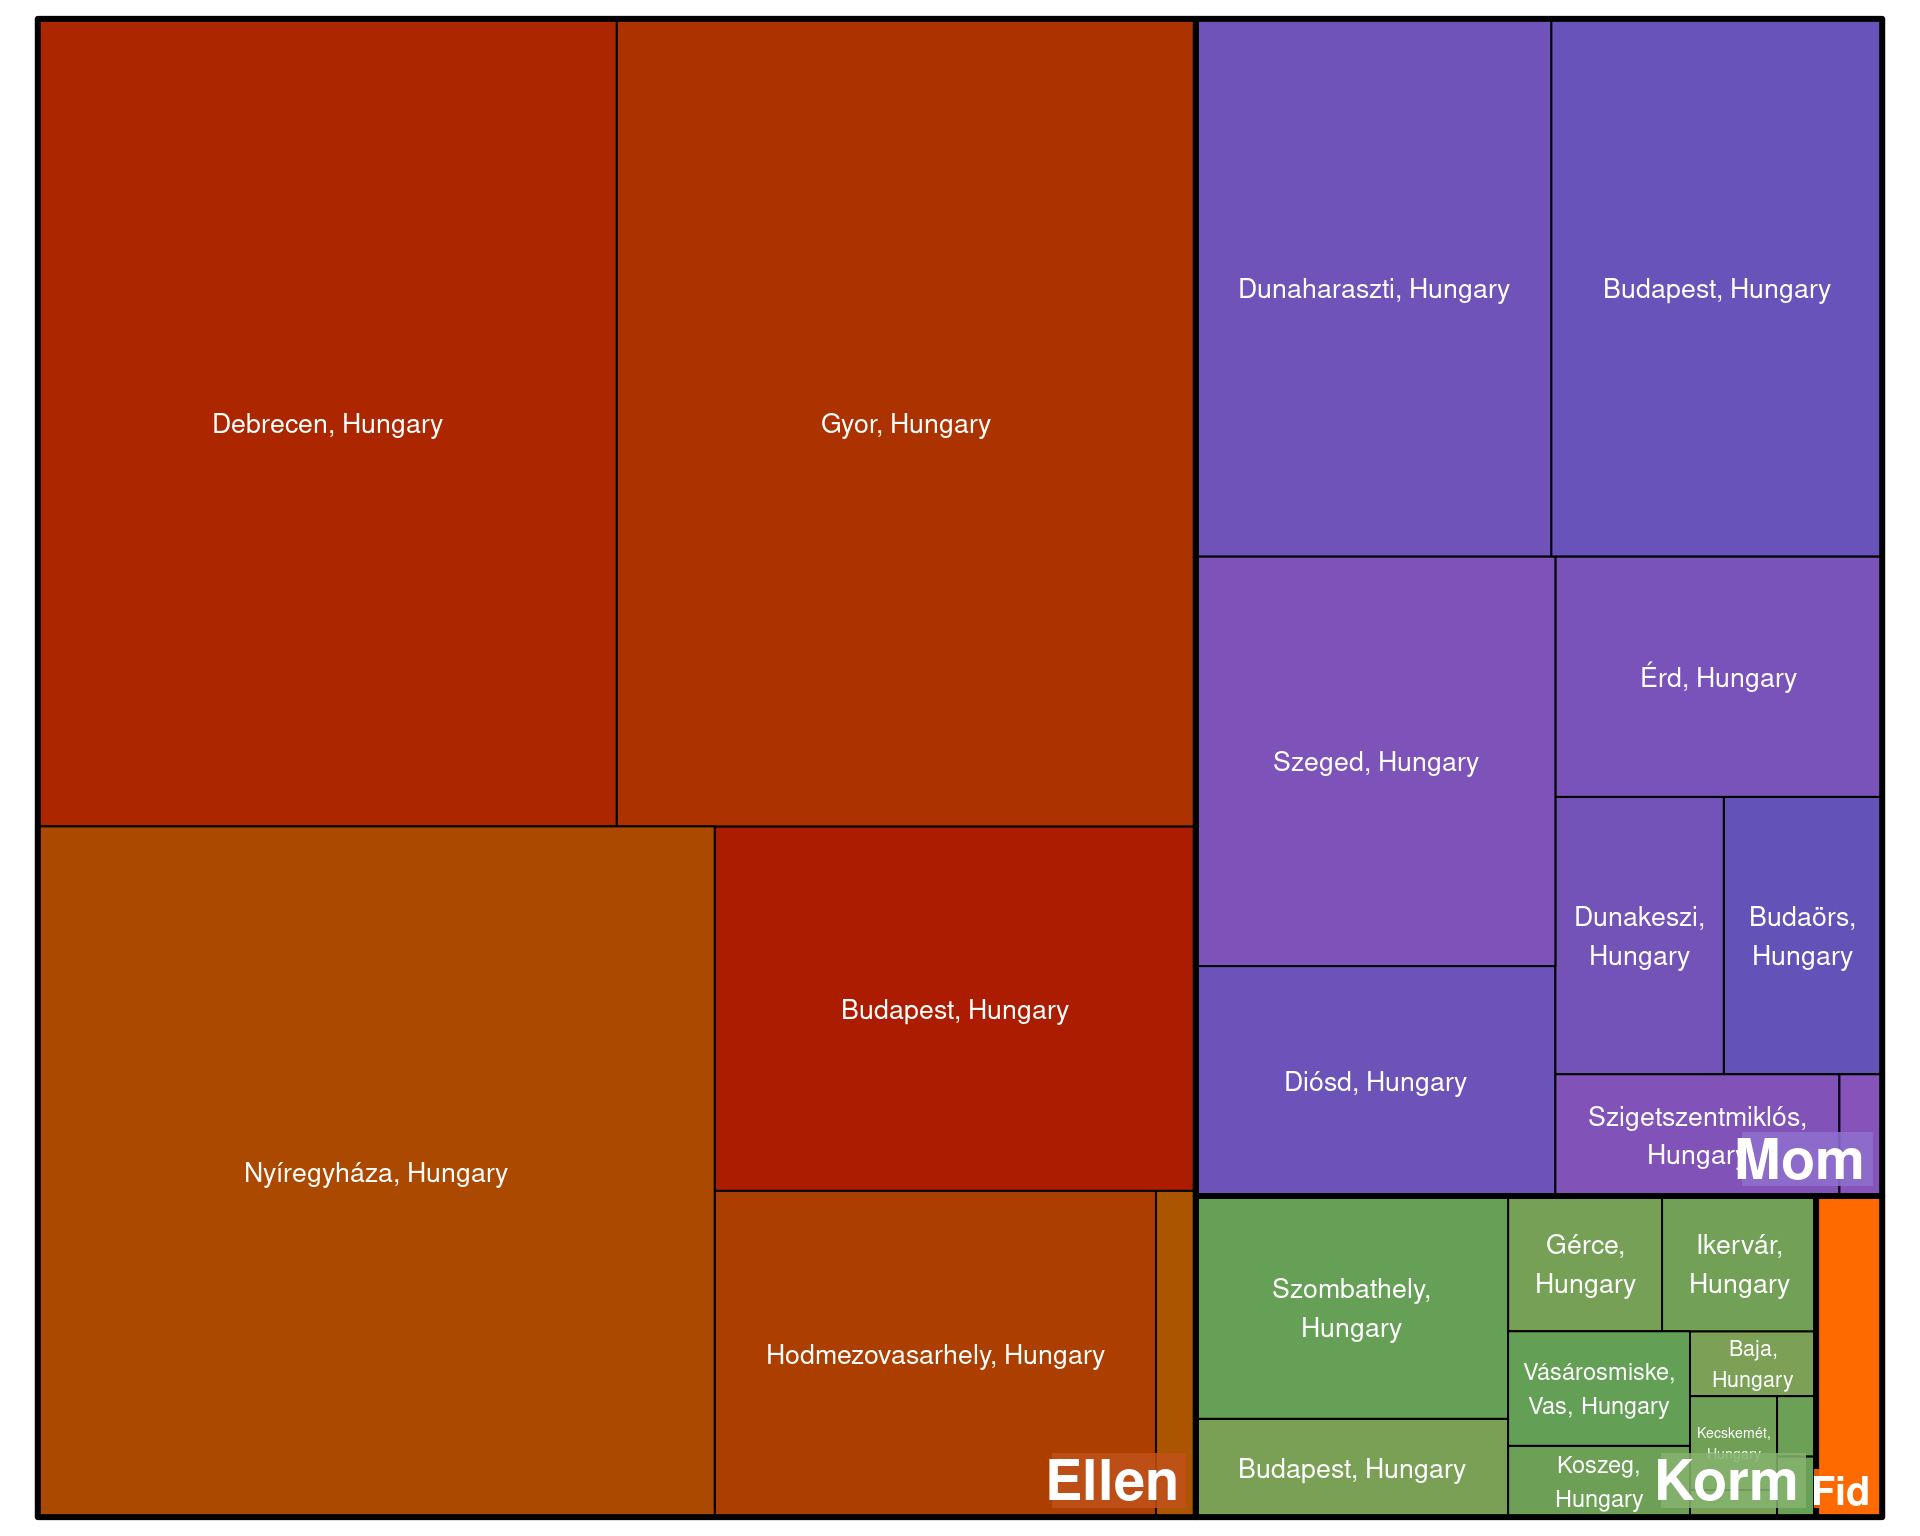 Debrecen, Hungary
Gyor, Hungary
Nyíregyháza, Hungary
Budapest, Hungary
Hodmezovasarhely, Hungary
Ellen
Dunaharaszti, Hungary
Budapest, Hungary
Szeged, Hungary
Érd, Hungary
Dunakeszi,
Hungary
Budaörs,
Hungary
Diósd, Hungary
Szigetszentmiklós,
Hungary
Mom
Szombathely,
Hungary
Gérce,
Hungary
Ikervár,
Hungary
Vásárosmiske,
Vas, Hungary
Baja,
Hungary
Kecskemét,
Hungary
Budapest, Hungary
Koszeg,
Hungary
Korm
Fid